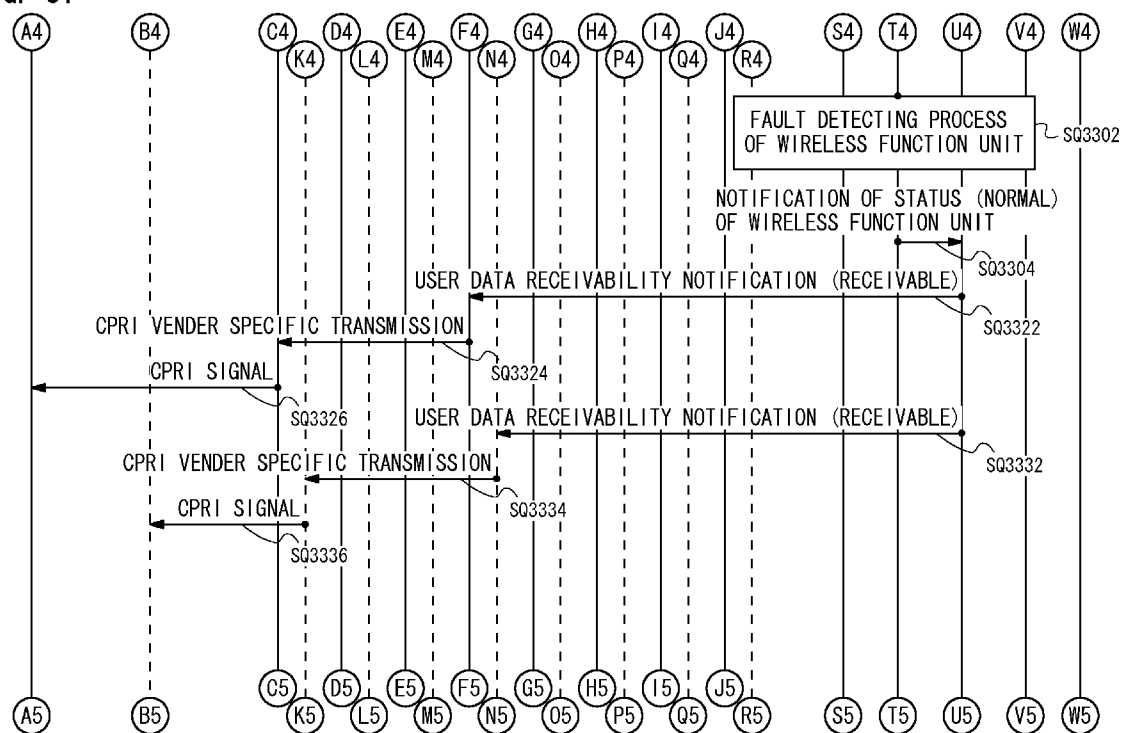 A4 B4 C4 D4 E4 F4 G4 H4 I4 J4 S4 T4 U4 V4 W4
K4 L4 M4 N4 O4 P4 Q4 R4
FAULT DETECTING PROCESS
OF WIRELESS FUNCTION UNIT
SQ3302
NOTIFICATION OF STATUS (NORMAL)
OF WIRELESS FUNCTION UNIT
SQ3304
USER DATA RECEIVABILITY NOTIFICATION (RECEIVABLE)
SQ3322
CPRI VENDER SPECIFIC TRANSMISSION
SQ3324
CPRI SIGNAL
SQ3326
USER DATA RECEIVABILITY NOTIFICATION (RECEIVABLE)
SQ3332
CPRI VENDER SPECIFIC TRANSMISSION
SQ3334
CPRI SIGNAL
SQ3336
C5 D5 E5 F5 G5 H5 I5 J5
A5 B5 K5 L5 M5 N5 O5 P5 Q5 R5 S5 T5 U5 V5 W5